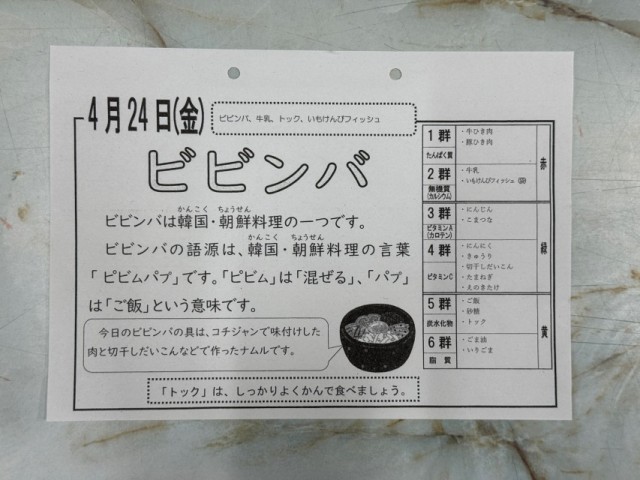 4月24日(金)
ビビンバ、牛乳、トック、いもけんぴフィッシュ
ビビンバ
かんこく ちょうせん
ビビンバは韓国・朝鮮料理の一つです。
かんこく ちょうせん
ビビンバの語源は、韓国・朝鮮料理の言葉
「ピビムパプ」です。「ピビム」は「混ぜる」、「パプ」
は「ご飯」という意味です。
今日のビビンバの具は、コチジャンで味付けした
肉と切干しだいこんなどで作ったナムルです。
「トック」は、しっかりよくかんで食べましょう。
1群
たんぱく質
・牛ひき肉
・豚ひき肉
2群
無機質
(カルシウム)
・牛乳
・いもけんぴフィッシュ
赤
3群
ビタミンA
(カロテン)
・にんじん
・こまつな
4群
ビタミンC
・にんにく
・きゅうり
・切干しだいこん
・たまねぎ
・えのきたけ
緑
5群
炭水化物
・ご飯
・砂糖
・トック
6群
脂質
・ごま油
・いりごま
黄